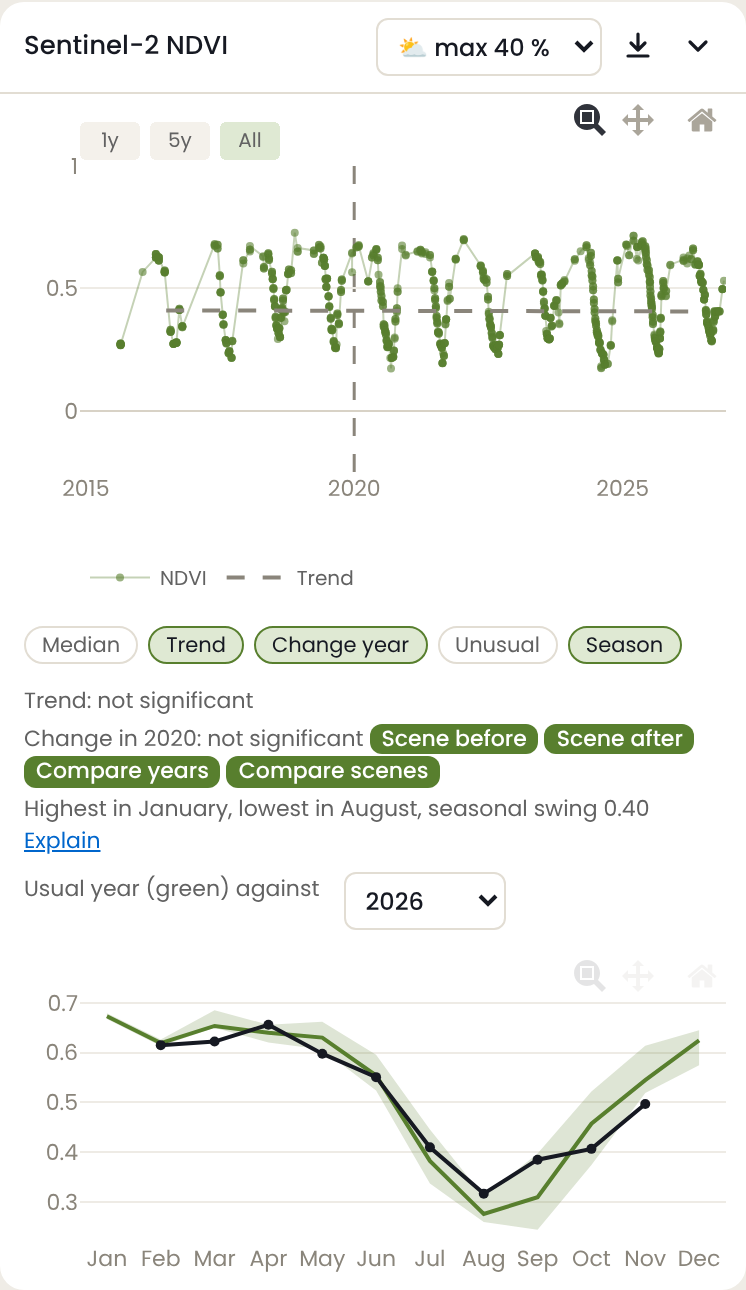 Sentinel-2 NDVI
⛅ max 40 %
1y 5y All
1
0.5
0
2015 2020 2025
NDVI Trend
Median Trend Change year Unusual Season
Trend: not significant
Change in 2020: not significant Scene before Scene after
Compare years Compare scenes
Highest in January, lowest in August, seasonal swing 0.40
Explain
Usual year (green) against 2026
0.7
0.6
0.5
0.4
0.3
Jan Feb Mar Apr May Jun Jul Aug Sep Oct Nov Dec